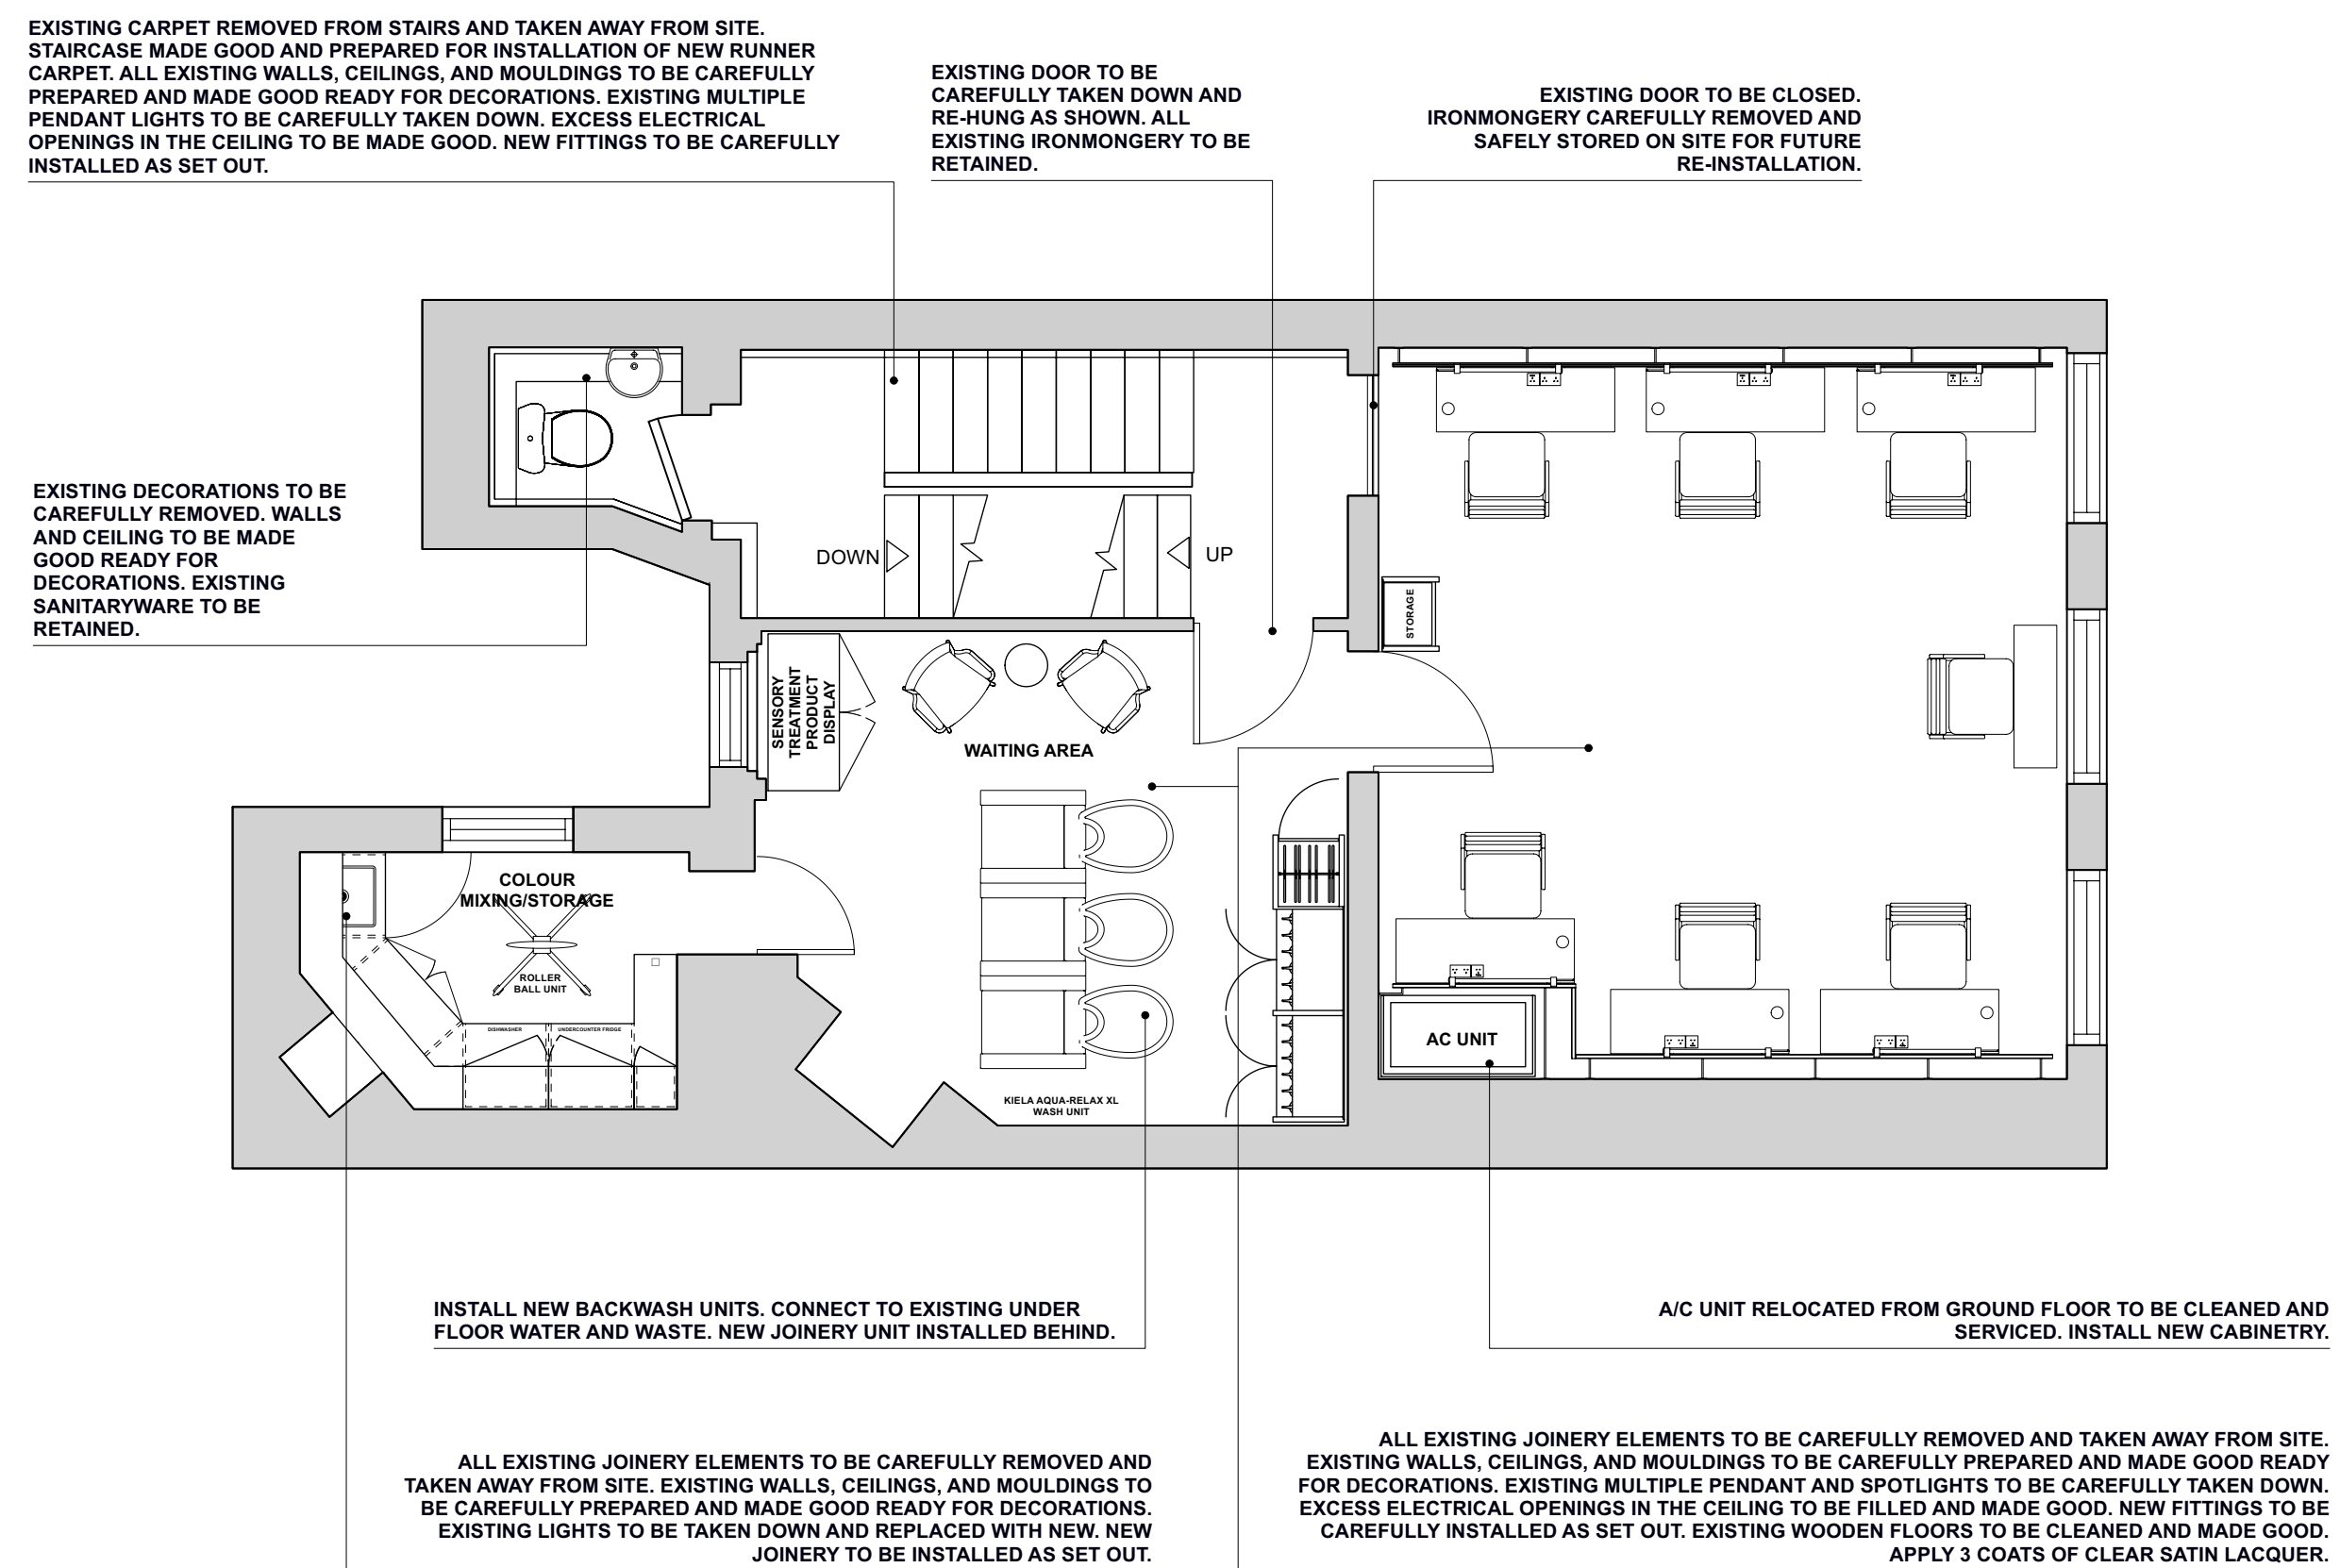 EXISTING CARPET REMOVED FROM STAIRS AND TAKEN AWAY FROM SITE.
STAIRCASE MADE GOOD AND PREPARED FOR INSTALLATION OF NEW RUNNER
CARPET. ALL EXISTING WALLS, CEILINGS, AND MOULDINGS TO BE CAREFULLY
PREPARED AND MADE GOOD READY FOR DECORATIONS. EXISTING MULTIPLE
PENDANT LIGHTS TO BE CAREFULLY TAKEN DOWN. EXCESS ELECTRICAL
OPENINGS IN THE CEILING TO BE MADE GOOD. NEW FITTINGS TO BE CAREFULLY
INSTALLED AS SET OUT.
EXISTING DOOR TO BE
CAREFULLY TAKEN DOWN AND
RE-HUNG AS SHOWN. ALL
EXISTING IRONMONGERY TO BE
RETAINED.
EXISTING DOOR TO BE CLOSED.
IRONMONGERY CAREFULLY REMOVED AND
SAFELY STORED ON SITE FOR FUTURE
RE-INSTALLATION.
EXISTING DECORATIONS TO BE
CAREFULLY REMOVED. WALLS
AND CEILING TO BE MADE
GOOD READY FOR
DECORATIONS. EXISTING
SANITARYWARE TO BE
RETAINED.
DOWN
UP
STORAGE
SENSORY
TREATMENT
PRODUCT
DISPLAY
WAITING AREA
COLOUR
MIXING/STORAGE
ROLLER
BALL UNIT
DISHWASHER
UNDERCOUNTER FRIDGE
AC UNIT
KIELA AQUA-RELAX XL
WASH UNIT
INSTALL NEW BACKWASH UNITS. CONNECT TO EXISTING UNDER
FLOOR WATER AND WASTE. NEW JOINERY UNIT INSTALLED BEHIND.
A/C UNIT RELOCATED FROM GROUND FLOOR TO BE CLEANED AND
SERVICED. INSTALL NEW CABINETRY.
ALL EXISTING JOINERY ELEMENTS TO BE CAREFULLY REMOVED AND
TAKEN AWAY FROM SITE. EXISTING WALLS, CEILINGS, AND MOULDINGS TO
BE CAREFULLY PREPARED AND MADE GOOD READY FOR DECORATIONS.
EXISTING LIGHTS TO BE TAKEN DOWN AND REPLACED WITH NEW. NEW
JOINERY TO BE INSTALLED AS SET OUT.
ALL EXISTING JOINERY ELEMENTS TO BE CAREFULLY REMOVED AND TAKEN AWAY FROM SITE.
EXISTING WALLS, CEILINGS, AND MOULDINGS TO BE CAREFULLY PREPARED AND MADE GOOD READY
FOR DECORATIONS. EXISTING MULTIPLE PENDANT AND SPOTLIGHTS TO BE CAREFULLY TAKEN DOWN.
EXCESS ELECTRICAL OPENINGS IN THE CEILING TO BE FILLED AND MADE GOOD. NEW FITTINGS TO BE
CAREFULLY INSTALLED AS SET OUT. EXISTING WOODEN FLOORS TO BE CLEANED AND MADE GOOD.
APPLY 3 COATS OF CLEAR SATIN LACQUER.